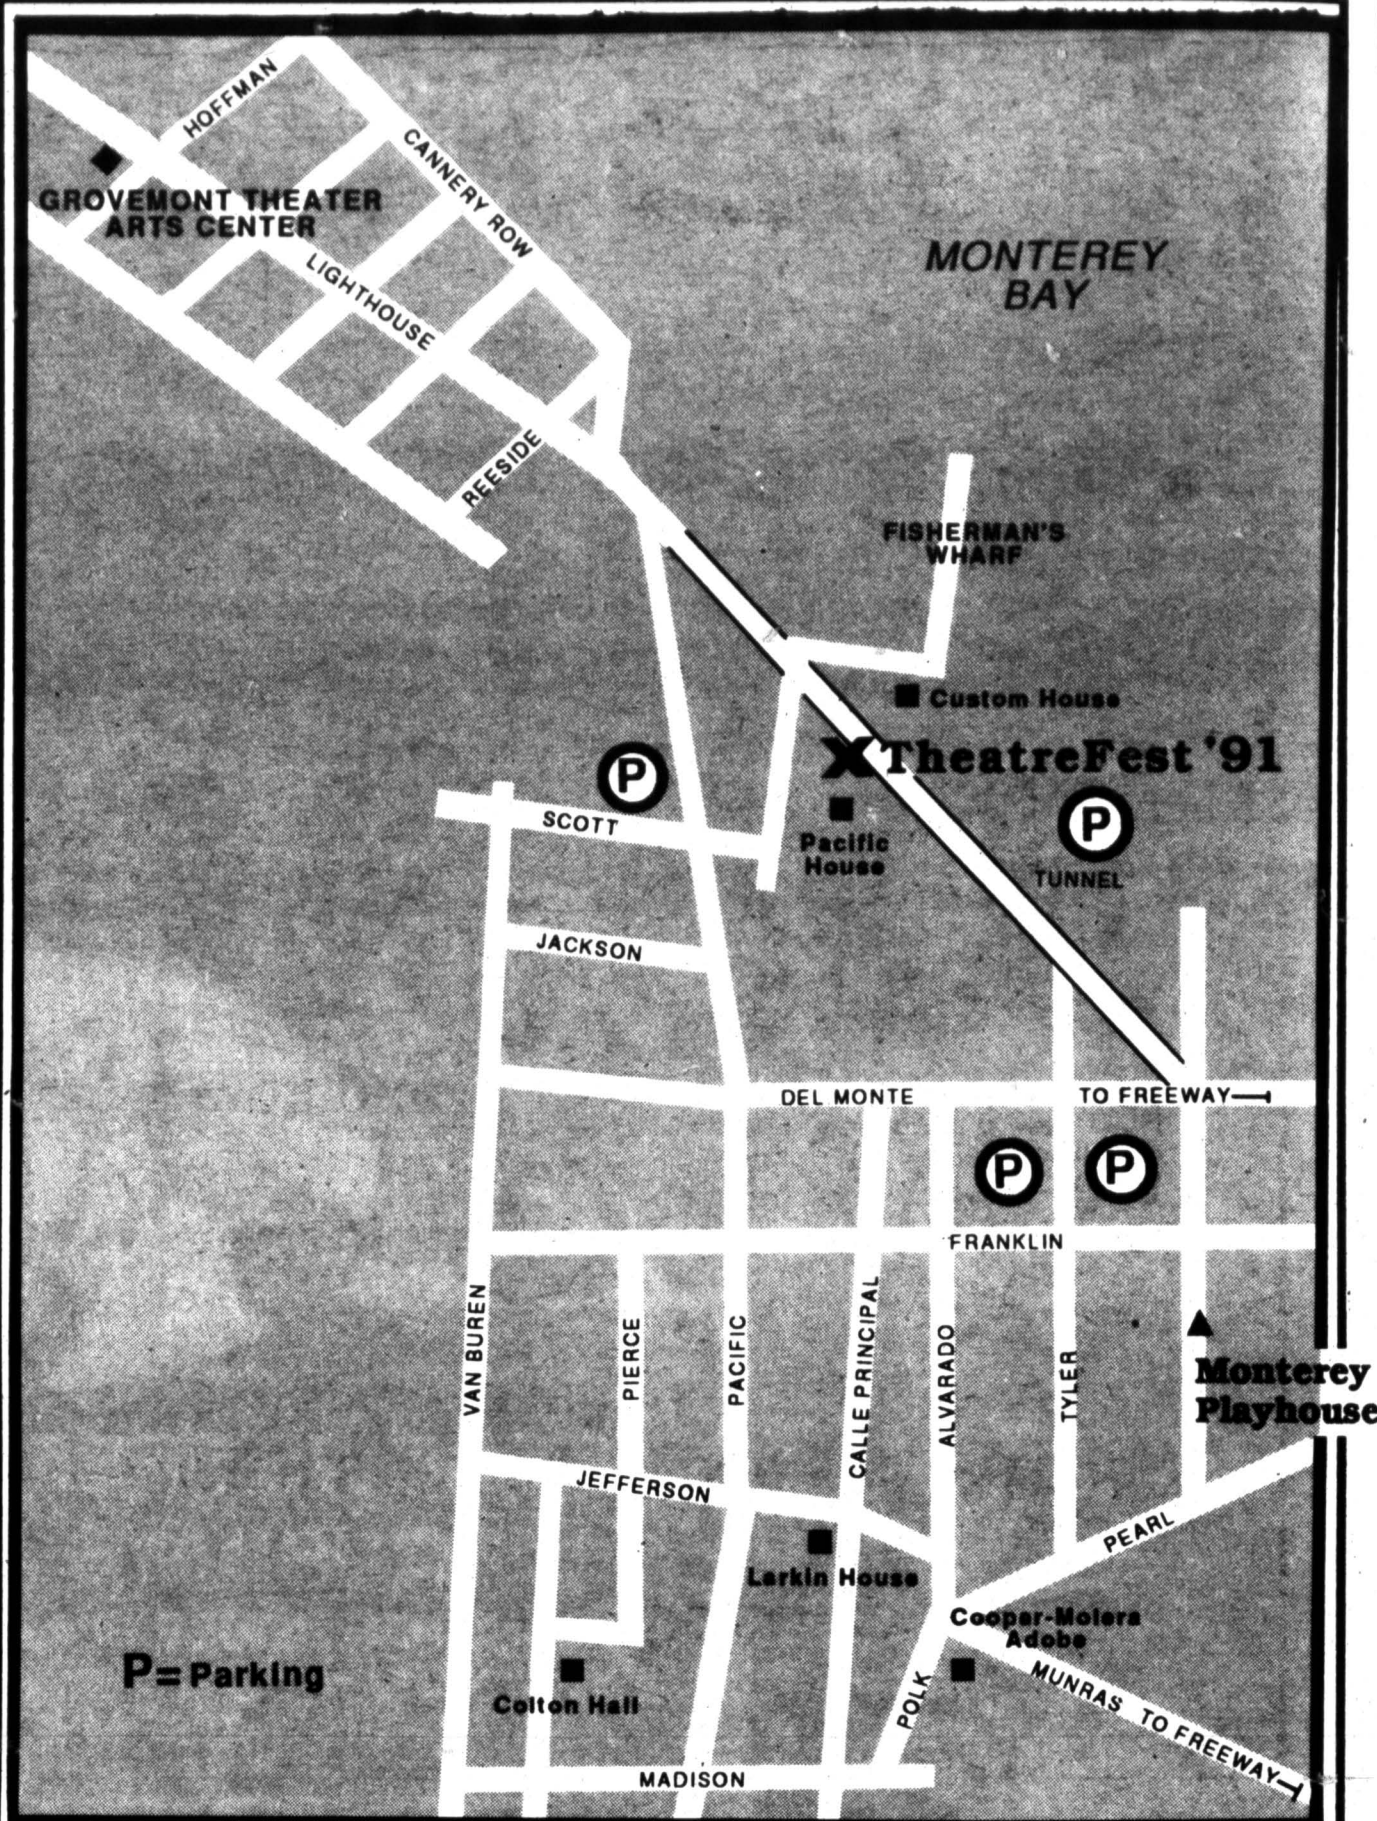 HOFFMAN
CANNERY ROW
GROVEMONT THEATER
ARTS CENTER
LIGHTHOUSE
MONTEREY
BAY
REESIDE
FISHERMAN'S
WHARF
Custom House
X TheatreFest '91
P
SCOTT
P
Pacific
House
TUNNEL
JACKSON
DEL MONTE
TO FREEWAY
P
P
FRANKLIN
VAN BUREN
PIERCE
PACIFIC
CALLE PRINCIPAL
ALVARADO
TYLER
Monterey
Playhouse
JEFFERSON
PEARL
Larkin House
Cooper-Molera
Adobe
P= Parking
Colton Hall
POLK
MUNRAS TO FREEWAY
MADISON